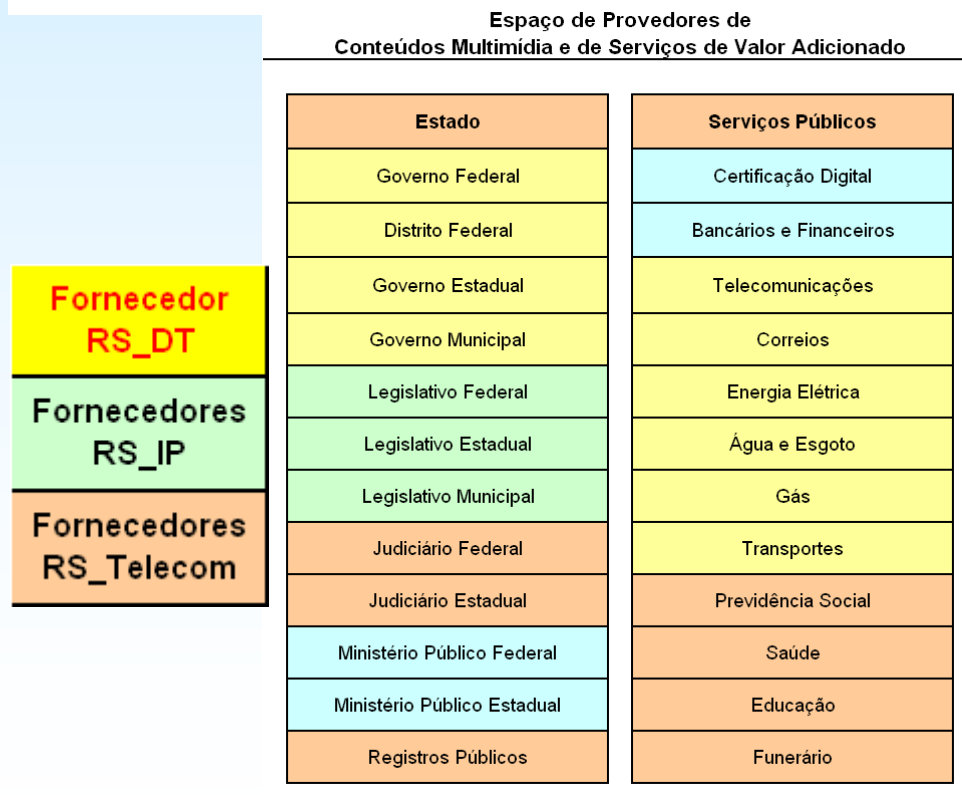 Espaço de Provedores de
Conteúdos Multimídia e de Serviços de Valor Adicionado
Fornecedor
RS_DT
Fornecedores
RS_IP
Fornecedores
RS_Telecom
Estado
Governo Federal
Distrito Federal
Governo Estadual
Governo Municipal
Legislativo Federal
Legislativo Estadual
Legislativo Municipal
Judiciário Federal
Judiciário Estadual
Ministério Público Federal
Ministério Público Estadual
Registros Públicos
Serviços Públicos
Certificação Digital
Bancários e Financeiros
Telecomunicações
Correios
Energia Elétrica
Água e Esgoto
Gás
Transportes
Previdência Social
Saúde
Educação
Funerário